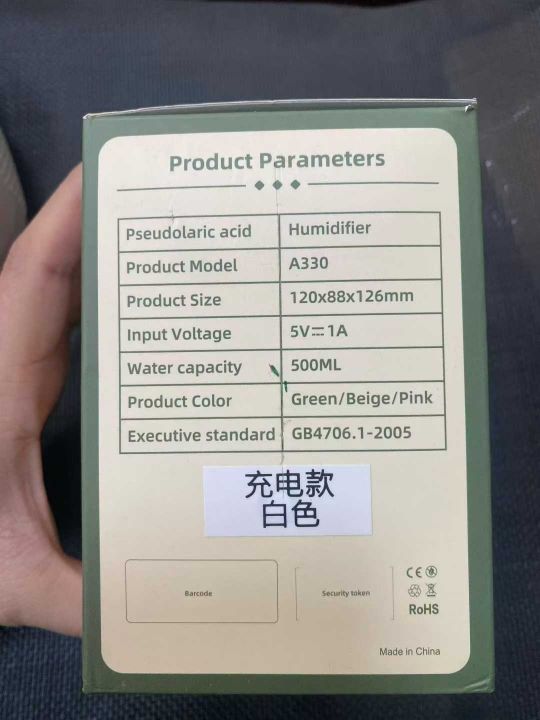 Product Parameters
Pseudolaric acid Humidifier
Product Model A330
Product Size 120x88x126mm
Input Voltage 5V⎓1A
Water capacity 500ML
Product Color Green/Beige/Pink
Executive standard GB4706.1-2005
充电款
白色
Barcode
Security token
CE
RoHS
Made in China